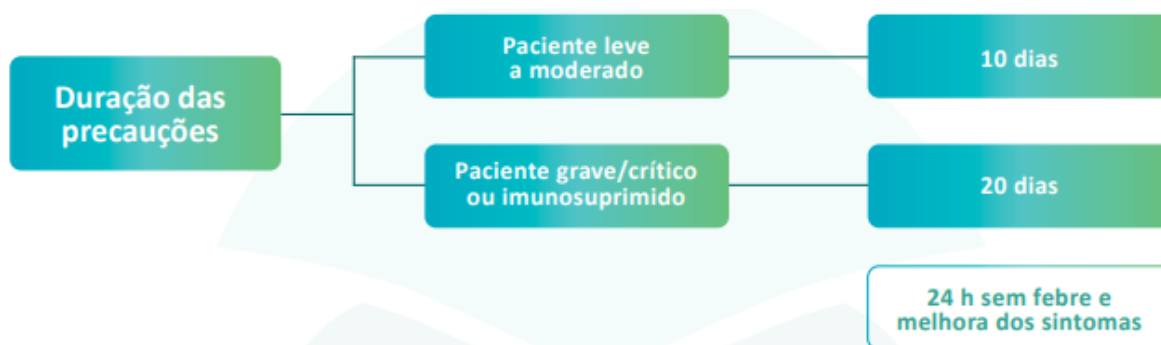 Duração das
precauções
Paciente leve
a moderado
10 dias
Paciente grave/crítico
ou imunosuprimido
20 dias
24 h sem febre e
melhora dos sintomas